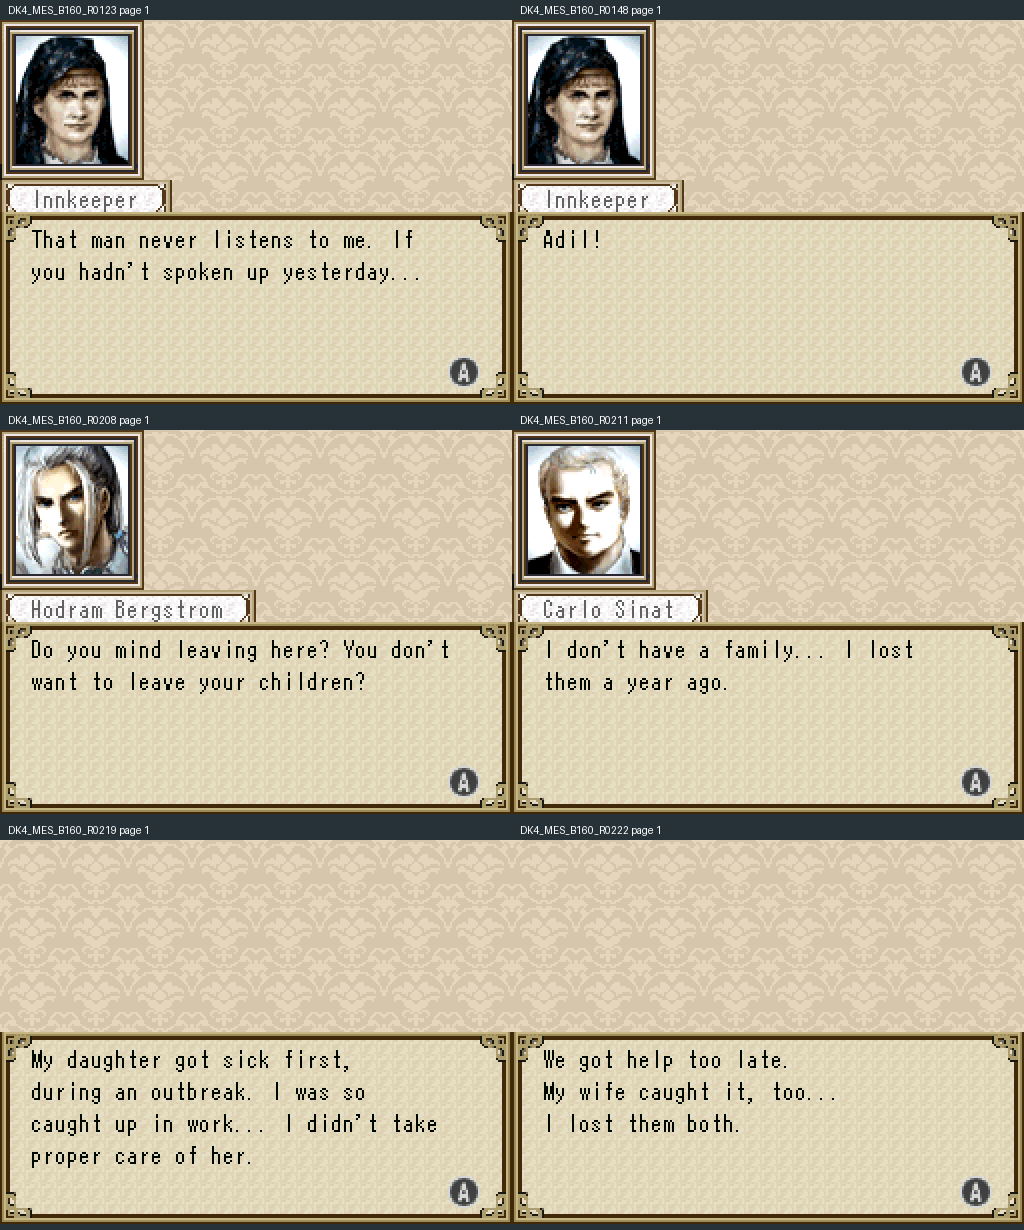 DK4_MES_B160_R0123 page 1
Innkeeper
That man never listens to me. If
you hadn't spoken up yesterday...
A
DK4_MES_B160_R0148 page 1
Innkeeper
Adil!
A
DK4_MES_B160_R0208 page 1
Hodram Bergstrom
Do you mind leaving here? You don't
want to leave your children?
A
DK4_MES_B160_R0211 page 1
Carlo Sinat
I don't have a family... I lost
them a year ago.
A
DK4_MES_B160_R0219 page 1
My daughter got sick first,
during an outbreak. I was so
caught up in work... I didn't take
proper care of her.
A
DK4_MES_B160_R0222 page 1
We got help too late.
My wife caught it, too...
I lost them both.
A